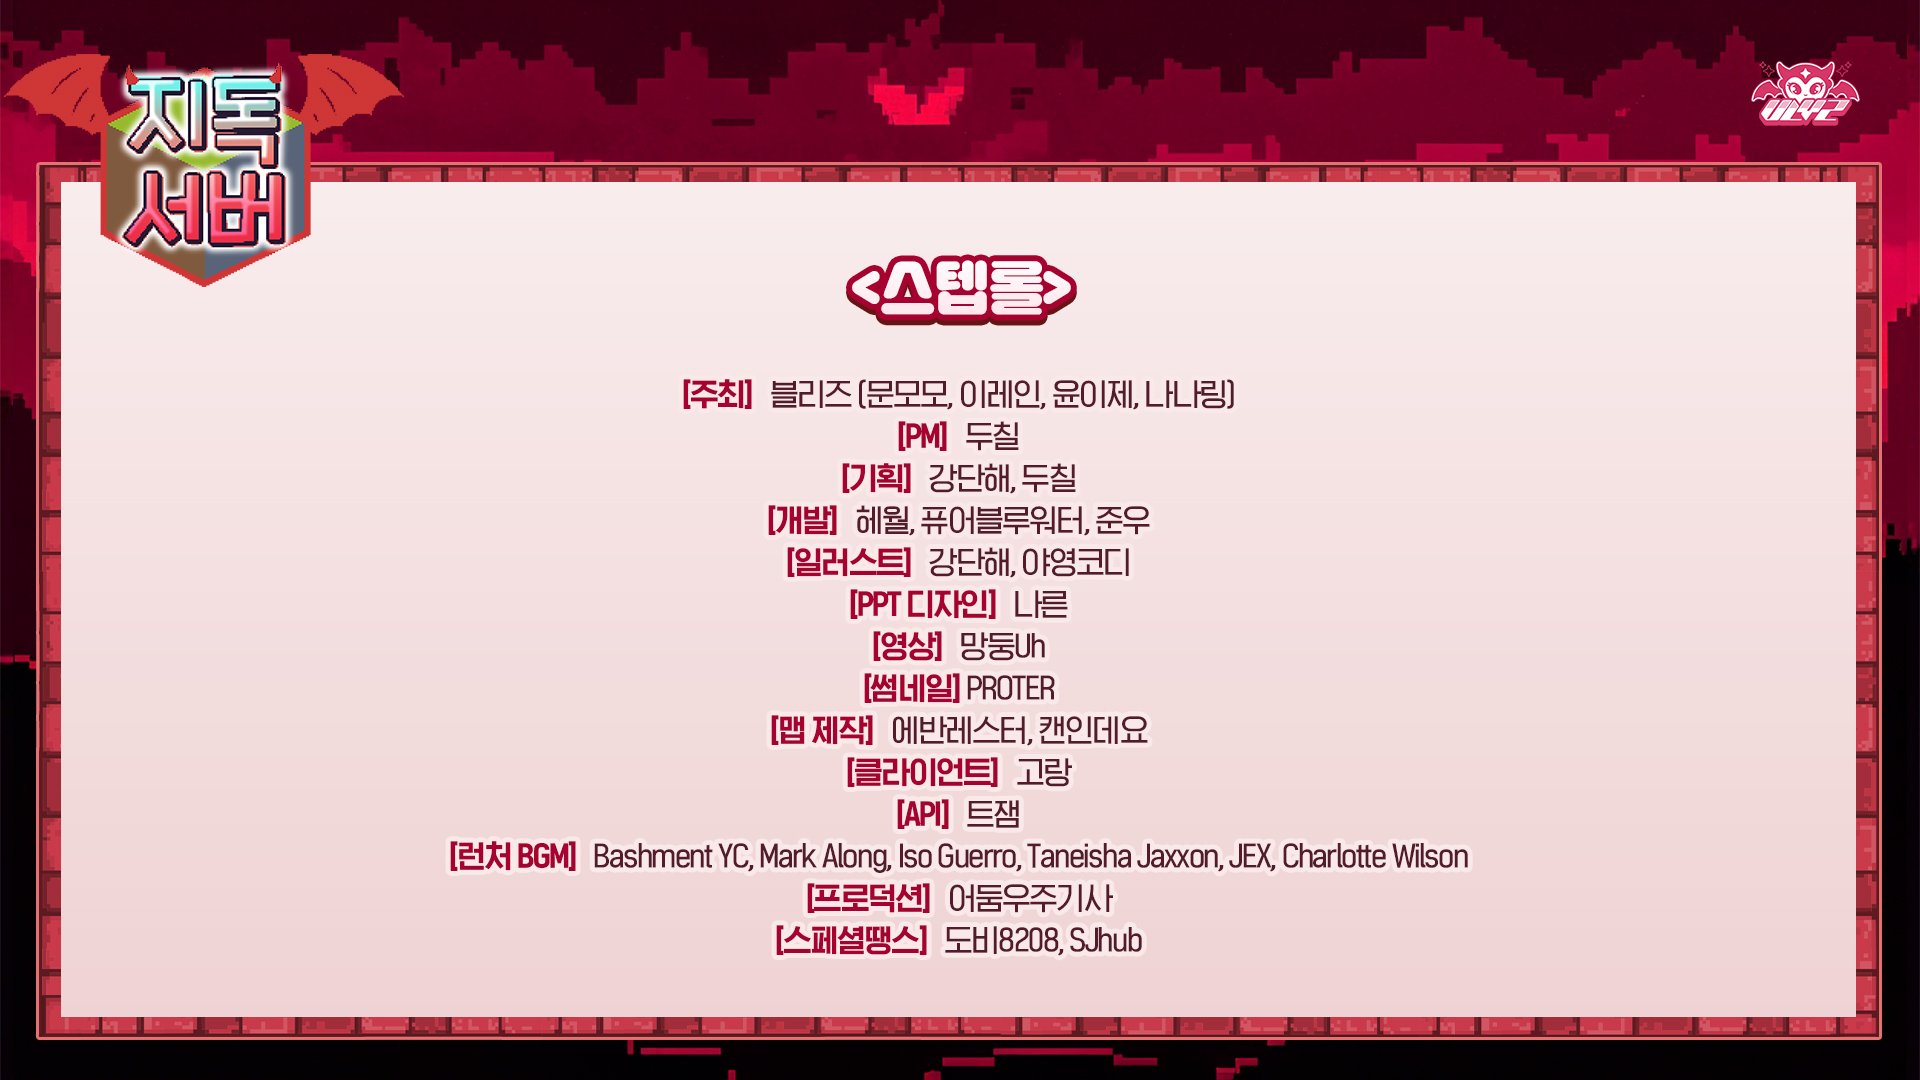 지독
서버
<스텝롤>
[주최] 블리즈 (문모모, 이레인, 윤이제, 나나링)
[PM] 두칠
[기획] 강단해, 두칠
[개발] 헤월, 퓨어블루워터, 준우
[일러스트] 강단해, 야영코디
[PPT 디자인] 나른
[영상] 망둥Uh
[썸네일] PROTER
[맵 제작] 에반레스터, 캔인데요
[클라이언트] 고랑
[API] 트잼
[런처 BGM] Bashment YC, Mark Along, Iso Guerro, Taneisha Jaxxon, JEX, Charlotte Wilson
[프로덕션] 어둠우주기사
[스페셜땡스] 도비8208, SJhub